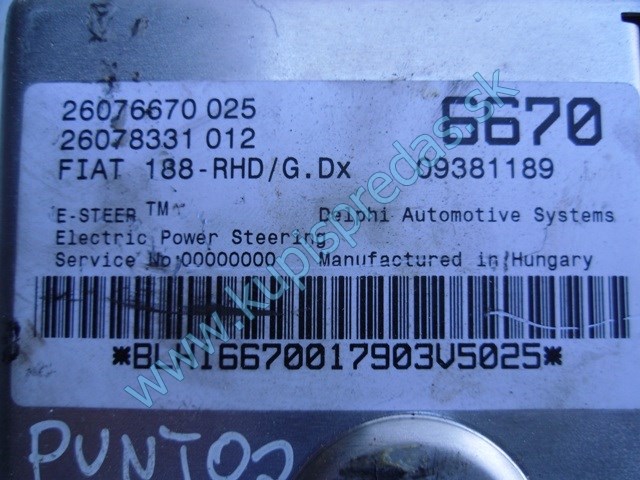 26076670 025 6670
26078331 012
FIAT 188-RHD/G.Dx 09381189
E-STEER™ Delphi Automotive Systems
Electric Power Steering
Service No:00000000 Manufactured in Hungary
6670017903V5025*
PUNTO2
www.kupispredas.sk